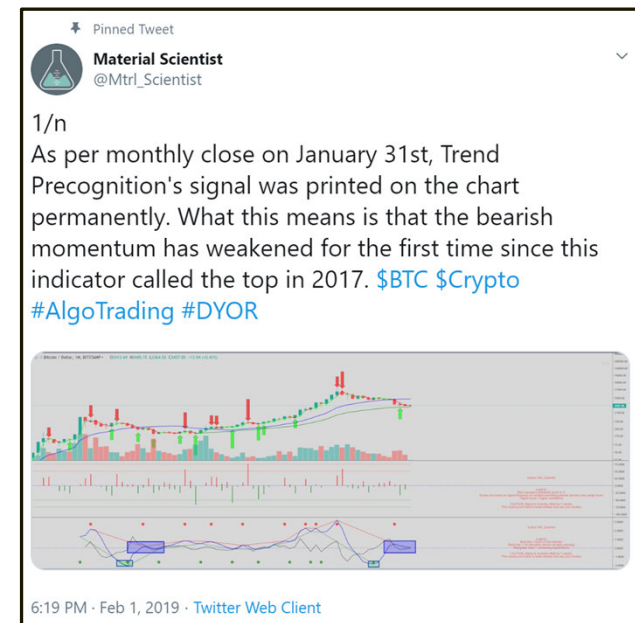 Pinned Tweet
Material Scientist
@Mtrl_Scientist
1/n
As per monthly close on January 31st, Trend
Precognition's signal was printed on the chart
permanently. What this means is that the bearish
momentum has weakened for the first time since this
indicator called the top in 2017. $BTC $Crypto
#AlgoTrading #DYOR
6:19 PM · Feb 1, 2019 · Twitter Web Client